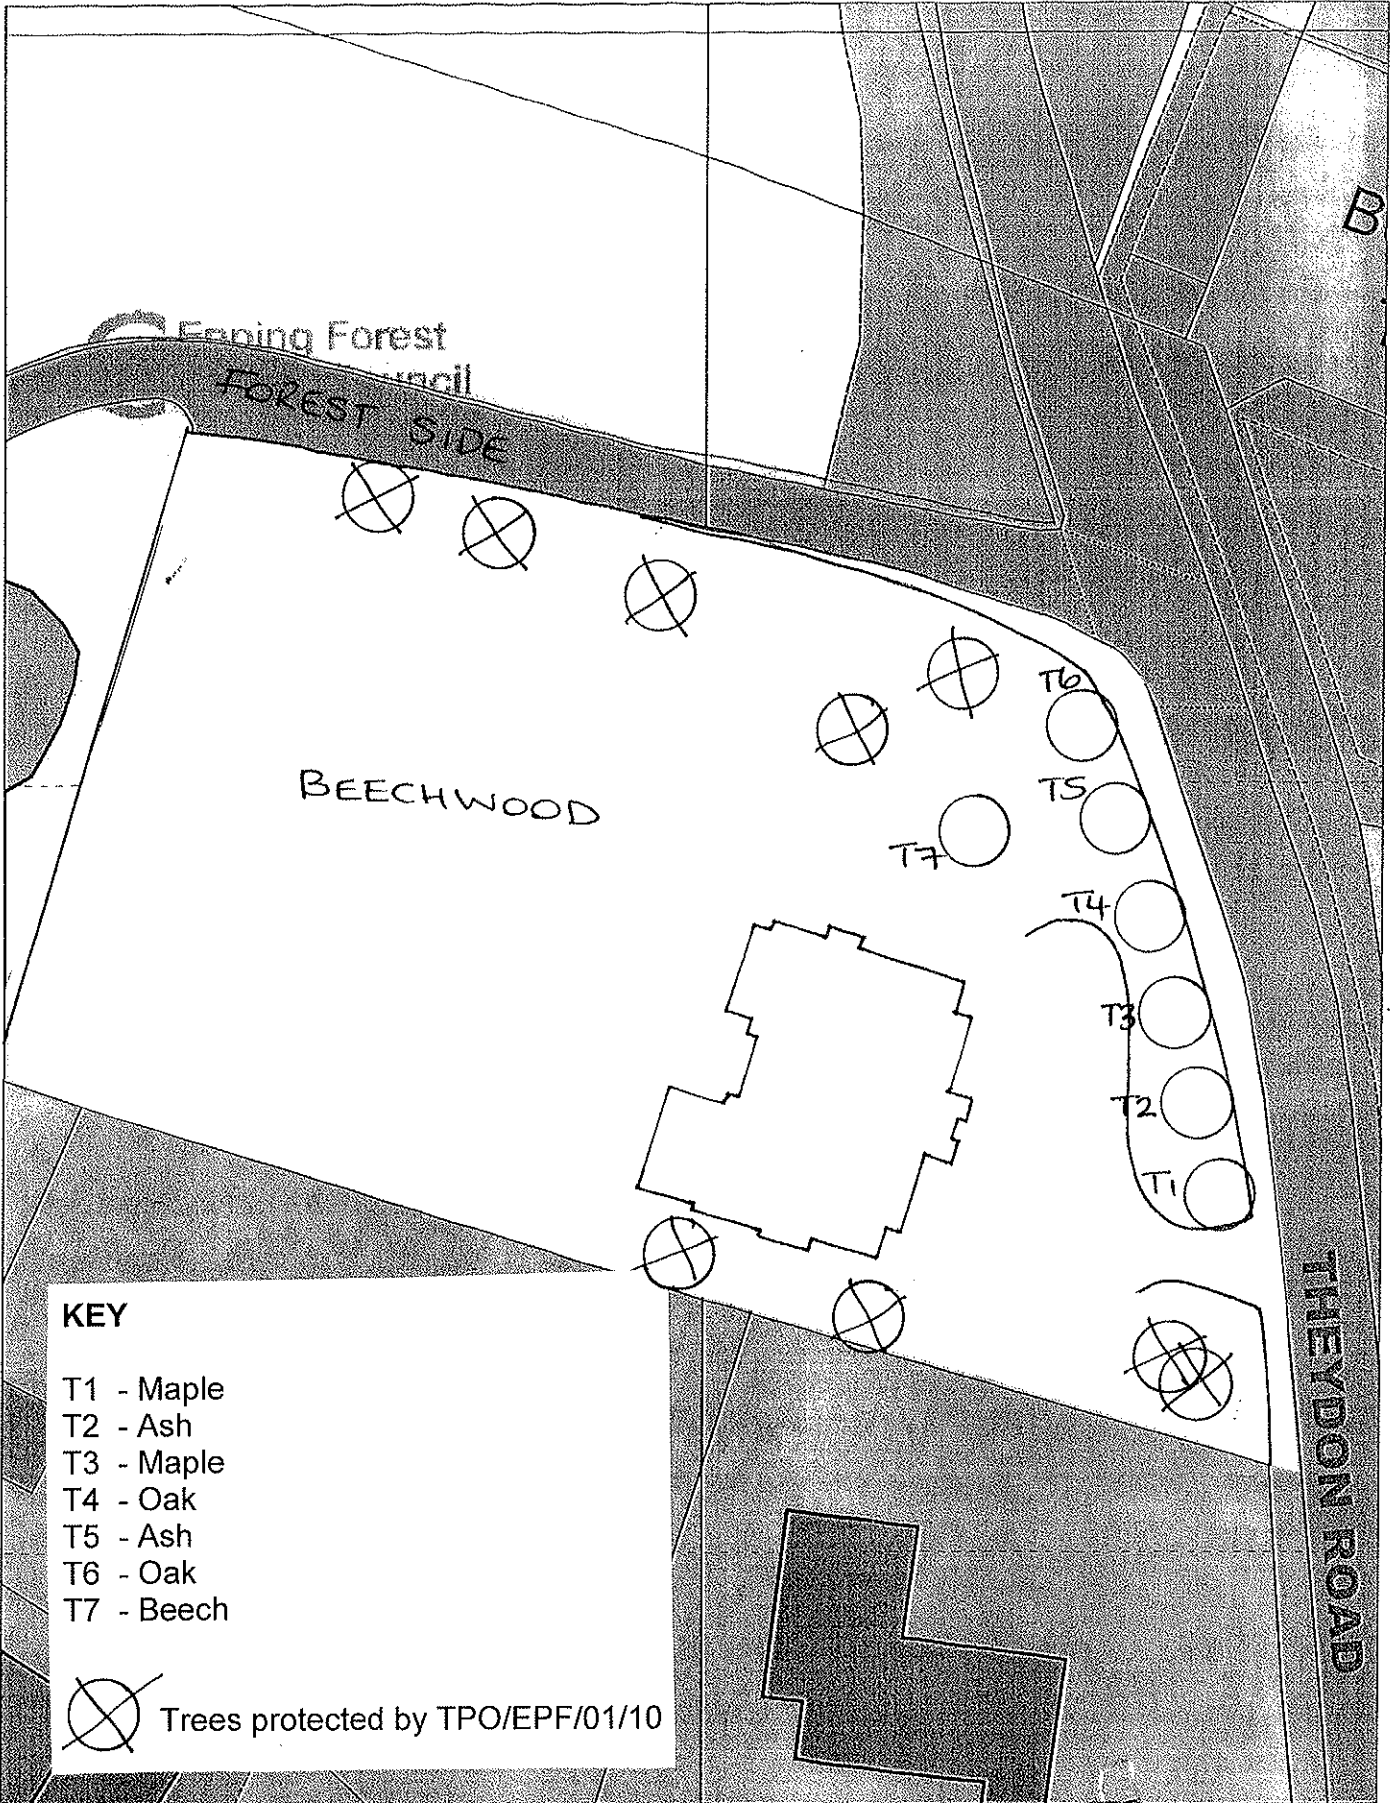 B
Epping Forest
uncil
FOREST SIDE
T6
T5
BEECHWOOD
T7
T4
T3
T2
T1
THEYDON ROAD
KEY
T1 - Maple
T2 - Ash
T3 - Maple
T4 - Oak
T5 - Ash
T6 - Oak
T7 - Beech
Trees protected by TPO/EPF/01/10